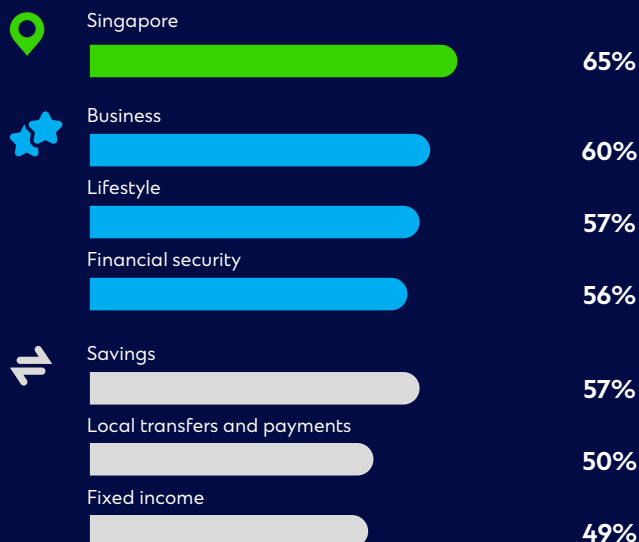 Singapore
65%
Business
60%
Lifestyle
57%
Financial security
56%
Savings
57%
Local transfers and payments
50%
Fixed income
49%